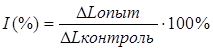 I(%) = ΔLопыт / ΔLконтроль · 100%